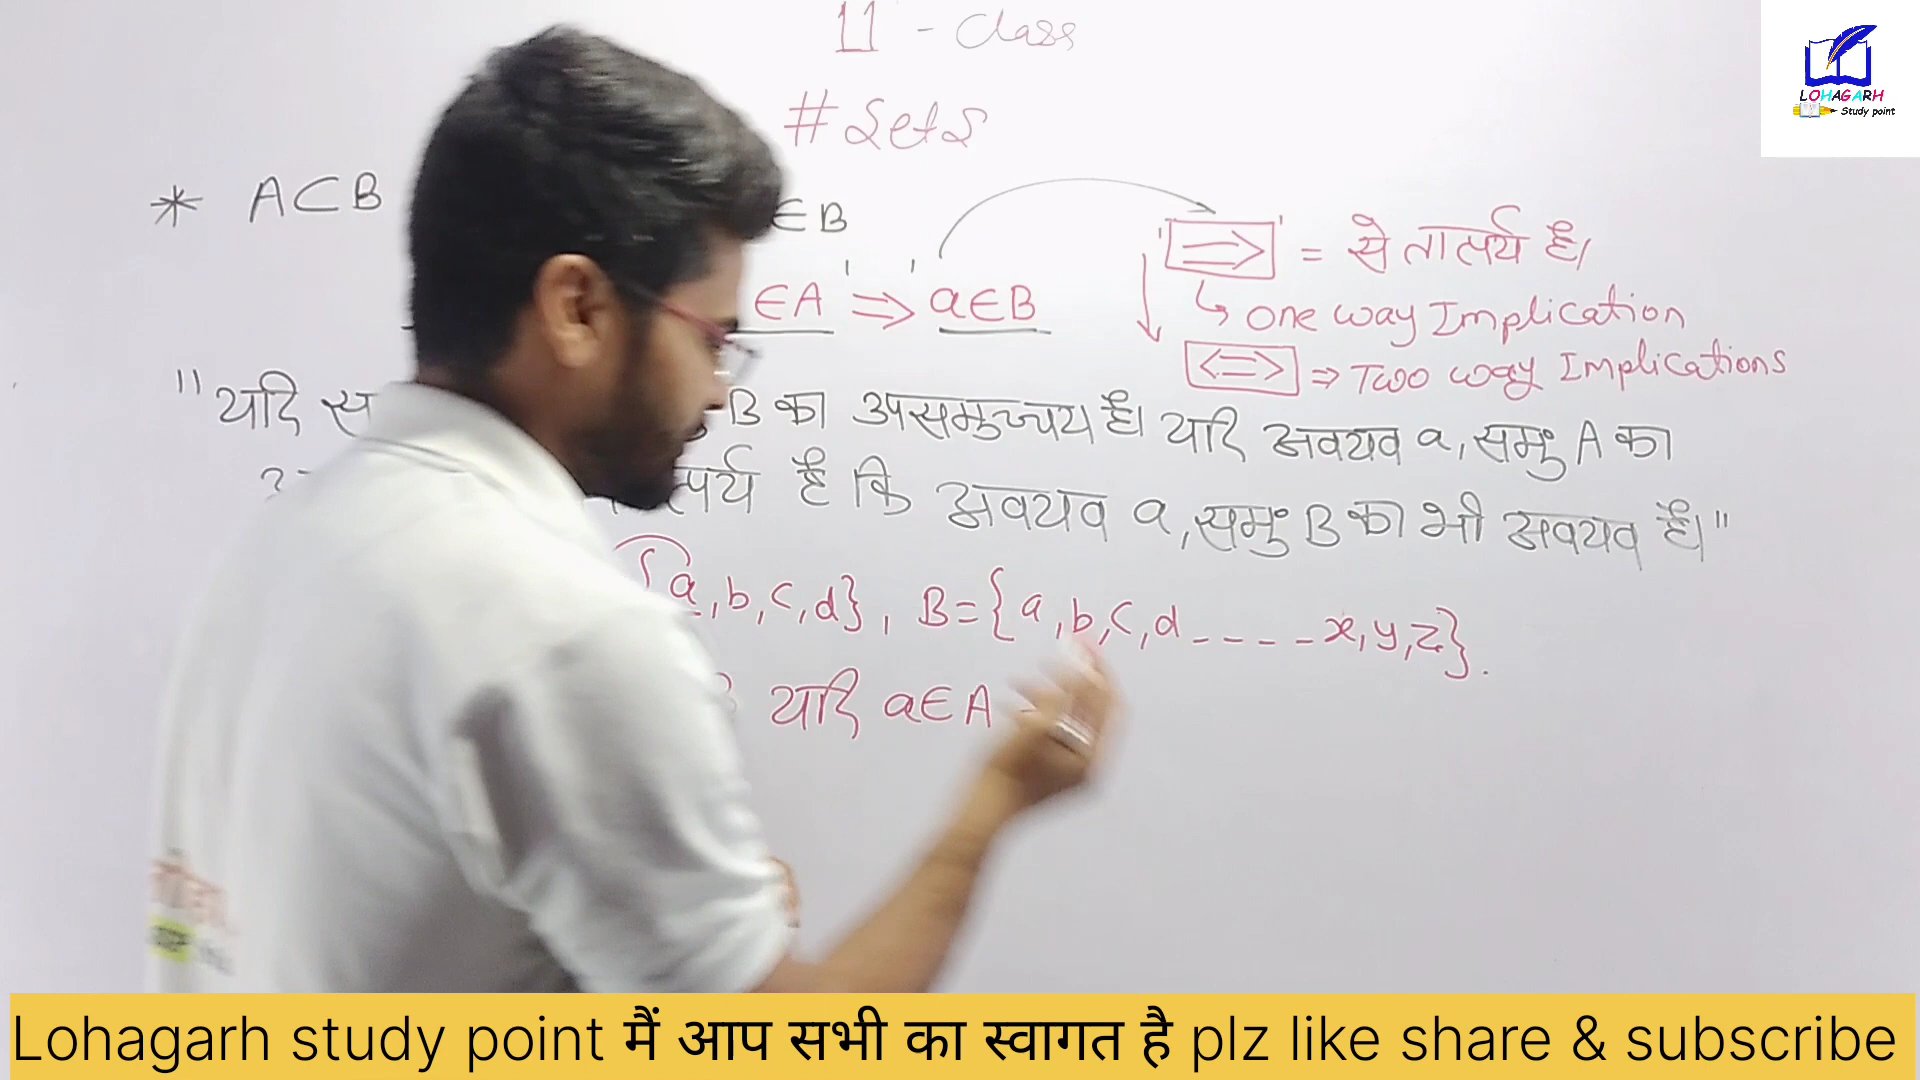 11 - Class
# Sets
LOHAGARH
Study point
* A⊂B ∈B
∈A '⇒' a∈B
'⇒' = से तात्पर्य है।
↳ one way Implication
<=> ⇒ Two way Implications
"यदि B का उपसमुच्चय है। यदि अवयव a, समु A का
है कि अवयव a, समु B का भी अवयव है।"
{a, b, c, d}, B = {a, b, c, d - - - - x, y, z}.
यदि a∈A
Lohagarh study point मैं आप सभी का स्वागत है plz like share & subscribe